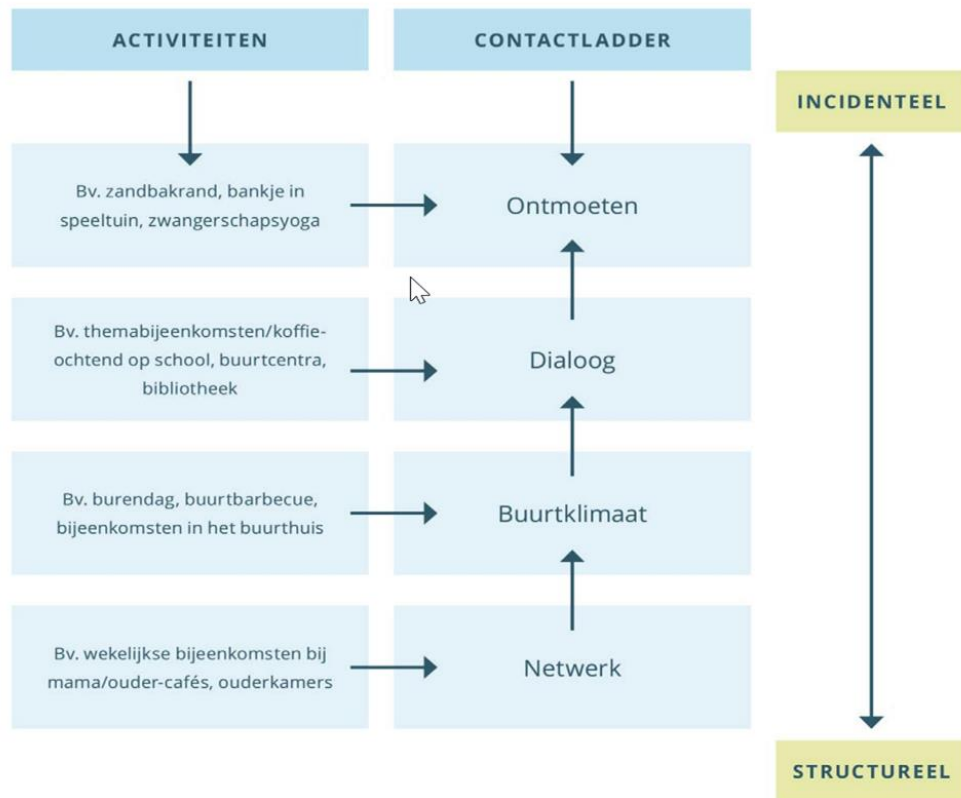 ACTIVITEITEN
CONTACTLADDER
INCIDENTEEL
Bv. zandbakrand, bankje in
speeltuin, zwangerschapsyoga
Ontmoeten
Bv. themabijeenkomsten/koffie-
ochtend op school, buurtcentra,
bibliotheek
Dialoog
Bv. burendag, buurtbarbecue,
bijeenkomsten in het buurthuis
Buurtklimaat
Bv. wekelijkse bijeenkomsten bij
mama/ouder-cafés, ouderkamers
Netwerk
STRUCTUREEL